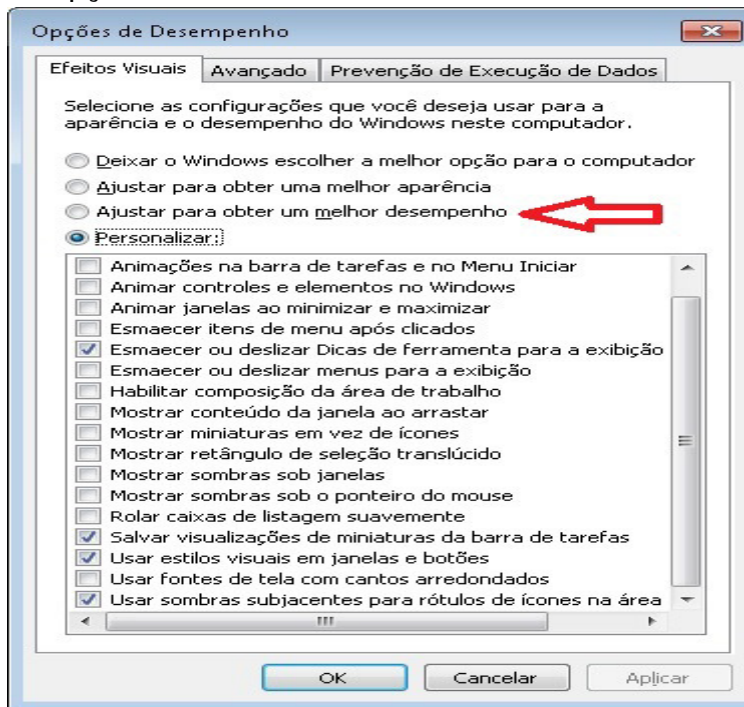 Opções de Desempenho
Efeitos Visuais
Avançado
Prevenção de Execução de Dados
Selecione as configurações que você deseja usar para a
aparência e o desempenho do Windows neste computador.
Deixar o Windows escolher a melhor opção para o computador
Ajustar para obter uma melhor aparência
Ajustar para obter um melhor desempenho
Personalizar:
Animações na barra de tarefas e no Menu Iniciar
Animar controles e elementos no Windows
Animar janelas ao minimizar e maximizar
Esmaecer itens de menu após clicados
Esmaecer ou deslizar Dicas de ferramenta para a exibição
Esmaecer ou deslizar menus para a exibição
Habilitar composição da área de trabalho
Mostrar conteúdo da janela ao arrastar
Mostrar miniaturas em vez de ícones
Mostrar retângulo de seleção translúcido
Mostrar sombras sob janelas
Mostrar sombras sob o ponteiro do mouse
Rolar caixas de listagem suavemente
Salvar visualizações de miniaturas da barra de tarefas
Usar estilos visuais em janelas e botões
Usar fontes de tela com cantos arredondados
Usar sombras subjacentes para rótulos de ícones na área
OK
Cancelar
Aplicar